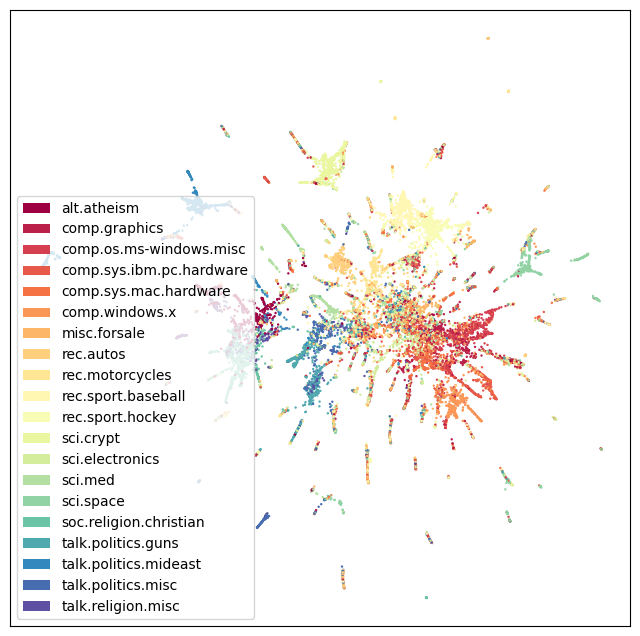 alt.atheism
comp.graphics
comp.os.ms-windows.misc
comp.sys.ibm.pc.hardware
comp.sys.mac.hardware
comp.windows.x
misc.forsale
rec.autos
rec.motorcycles
rec.sport.baseball
rec.sport.hockey
sci.crypt
sci.electronics
sci.med
sci.space
soc.religion.christian
talk.politics.guns
talk.politics.mideast
talk.politics.misc
talk.religion.misc